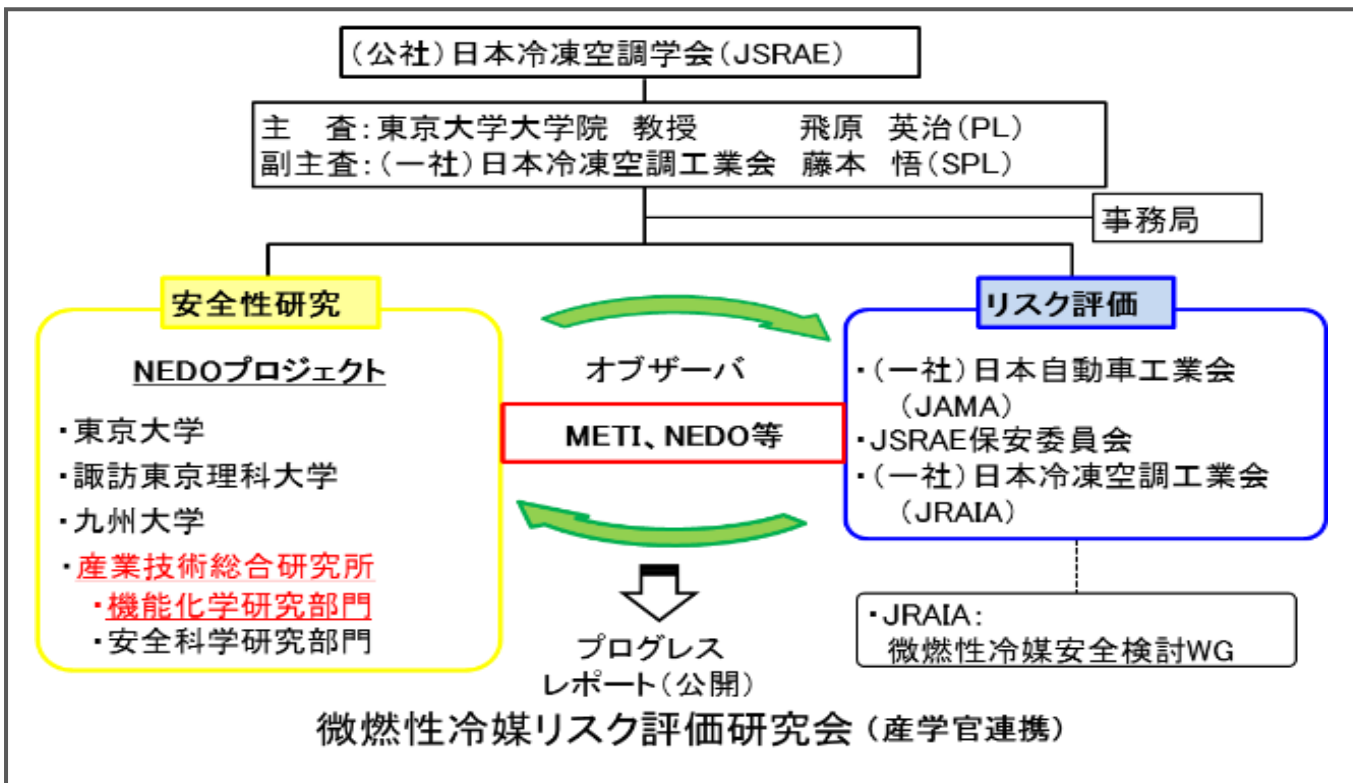 (公社)日本冷凍空調学会(JSRAE)
主　査:東京大学大学院　教授　　　飛原　英治(PL)
副主査:(一社)日本冷凍空調工業会　藤本　悟(SPL)
事務局
安全性研究
NEDOプロジェクト
・東京大学
・諏訪東京理科大学
・九州大学
・産業技術総合研究所
・機能化学研究部門
・安全科学研究部門
オブザーバ
METI、NEDO等
リスク評価
・(一社)日本自動車工業会
(JAMA)
・JSRAE保安委員会
・(一社)日本冷凍空調工業会
(JRAIA)
・JRAIA:
微燃性冷媒安全検討WG
プログレス
レポート(公開)
微燃性冷媒リスク評価研究会(産学官連携)